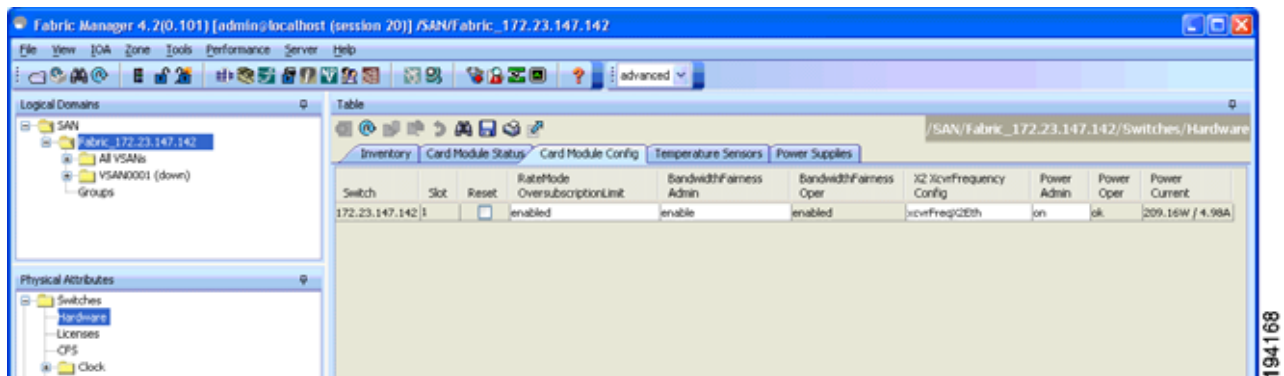 Fabric Manager 4.2(0.101) [admin@localhost (session 20)] /SAN/Fabric_172.23.147.142
File View IOA Zone Tools Performance Server Help
advanced
Logical Domains
SAN
Fabric_172.23.147.142
All VSANs
VSAN0001 (down)
Groups
Table
/SAN/Fabric_172.23.147.142/Switches/Hardware
Inventory Card Module Status Card Module Config Temperature Sensors Power Supplies
Switch Slot Reset RateMode OversubscriptionLimit BandwidthFairness Admin BandwidthFairness Oper X2 XcvrFrequency Config Power Admin Power Oper Power Current
172.23.147.142 1 enabled enable enabled xcvrFreqX2Eth on ok 209.16W / 4.98A
Physical Attributes
Switches
Hardware
Licenses
CFS
Clock
194168